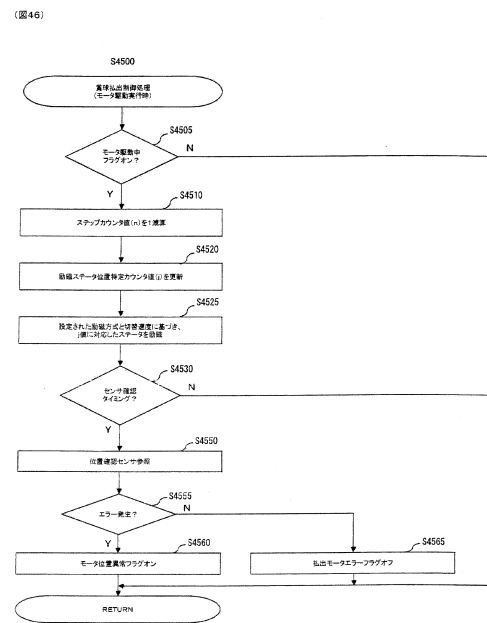 (図46)
S4500
賞球払出制御処理
(モータ駆動実行時)
S4505
モータ駆動中
フラグオン?
N
Y
S4510
ステップカウンタ値(n)を1減算
S4520
励磁ステータ位置特定カウンタ値(j)を更新
S4525
設定された励磁方式と切替速度に基づき、
j値に対応したステータを励磁
S4530
センサ確認
タイミング?
N
Y
S4550
位置確認センサ参照
S4555
エラー発生?
N
Y
S4560
モータ位置異常フラグオン
S4565
払出モータエラーフラグオフ
RETURN